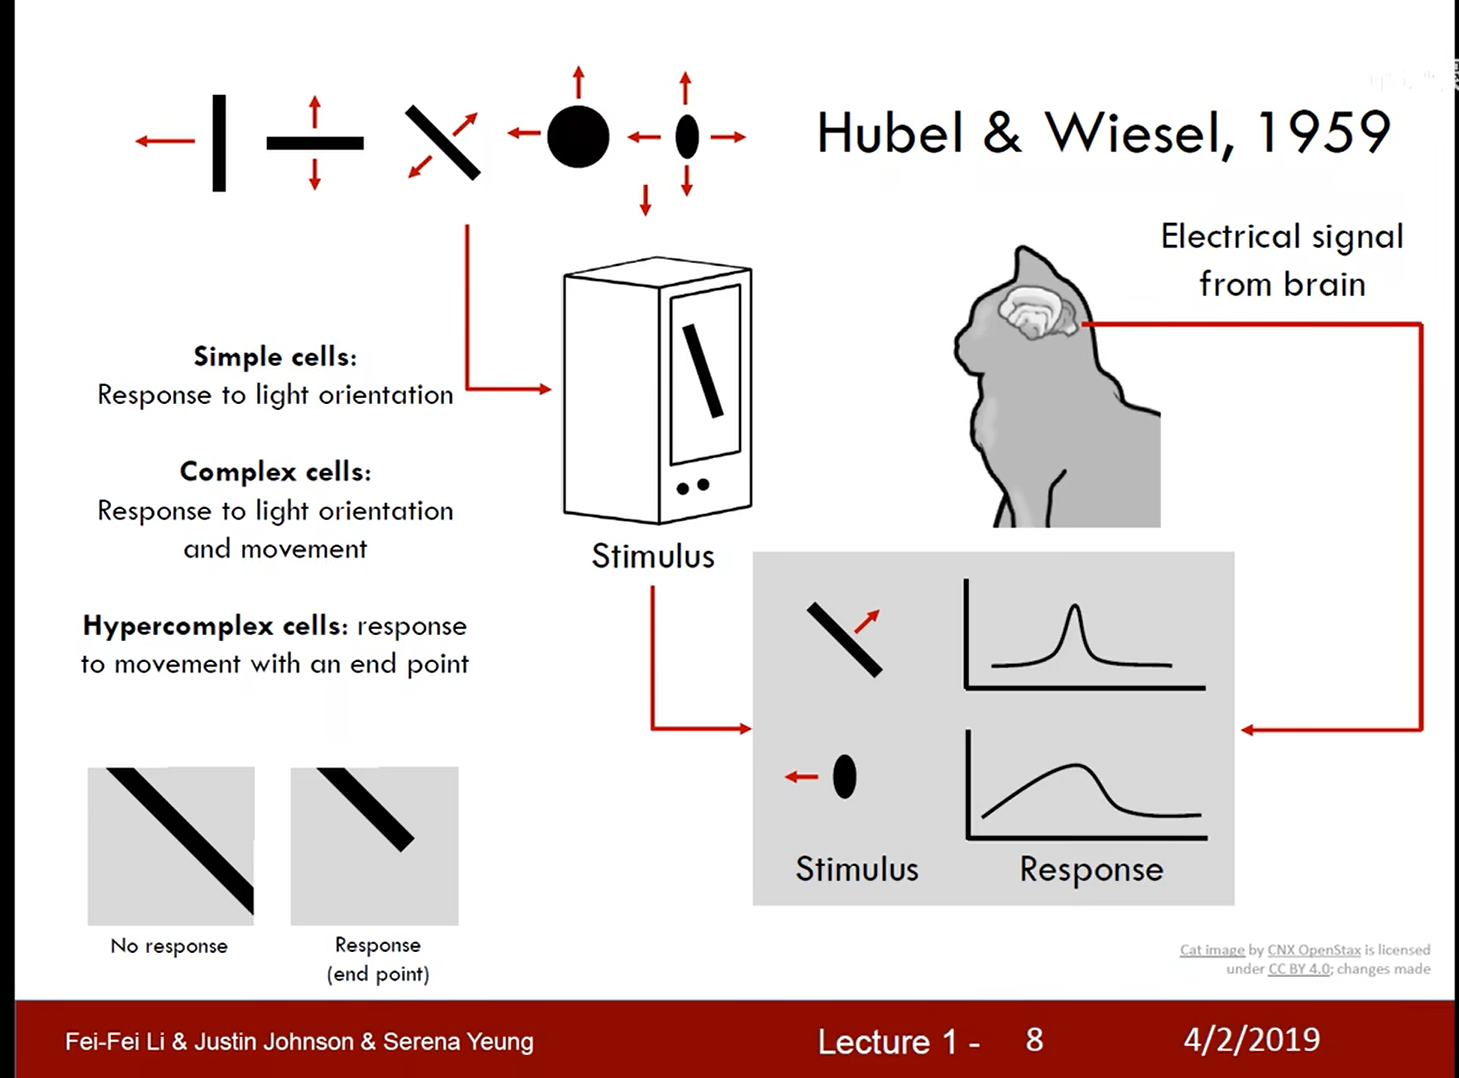 Hubel & Wiesel, 1959
Electrical signal
from brain
Simple cells:
Response to light orientation
Complex cells:
Response to light orientation
and movement
Hypercomplex cells: response
to movement with an end point
No response
Response
(end point)
Stimulus
Stimulus
Response
Cat image by CNX OpenStax is licensed
under CC BY 4.0; changes made
Fei-Fei Li & Justin Johnson & Serena Yeung
Lecture 1 - 8
4/2/2019